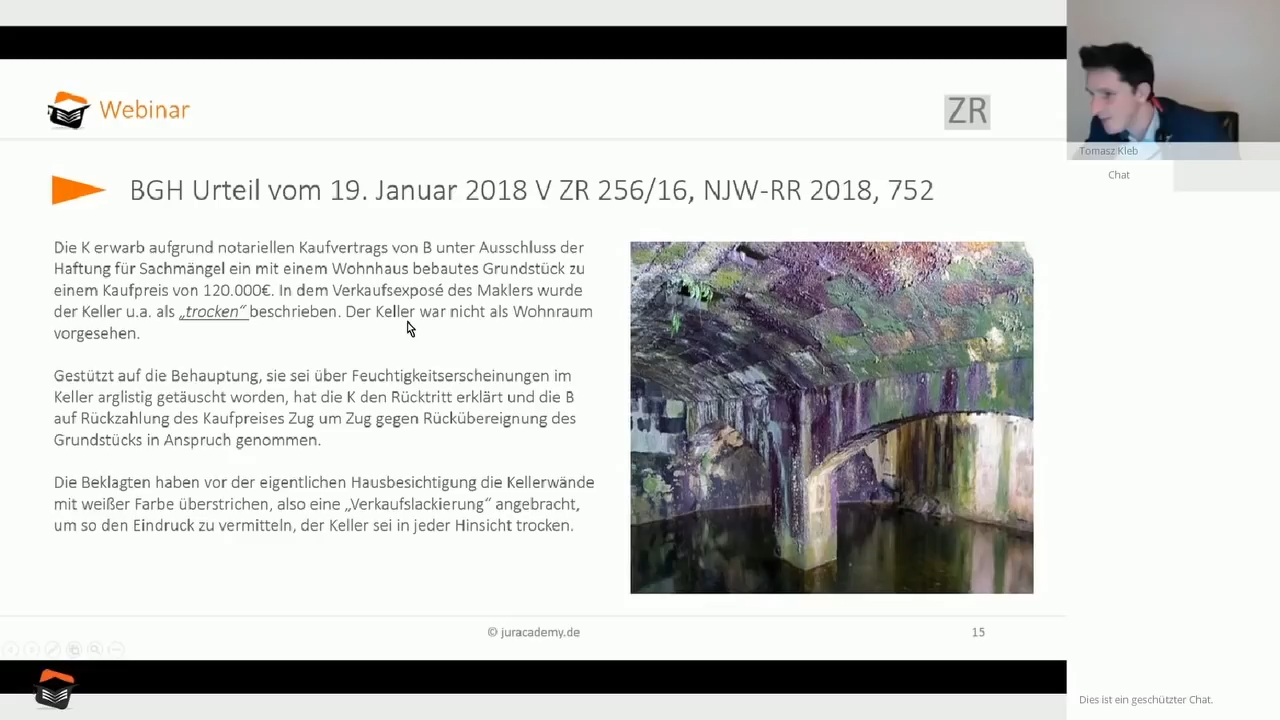 Webinar
ZR
BGH Urteil vom 19. Januar 2018 V ZR 256/16, NJW-RR 2018, 752
Die K erwarb aufgrund notariellen Kaufvertrags von B unter Ausschluss der
Haftung für Sachmängel ein mit einem Wohnhaus bebautes Grundstück zu
einem Kaufpreis von 120.000€. In dem Verkaufsexposé des Maklers wurde
der Keller u.a. als „trocken“ beschrieben. Der Keller war nicht als Wohnraum
vorgesehen.
Gestützt auf die Behauptung, sie sei über Feuchtigkeitserscheinungen im
Keller arglistig getäuscht worden, hat die K den Rücktritt erklärt und die B
auf Rückzahlung des Kaufpreises Zug um Zug gegen Rückübereignung des
Grundstücks in Anspruch genommen.
Die Beklagten haben vor der eigentlichen Hausbesichtigung die Kellerwände
mit weißer Farbe überstrichen, also eine „Verkaufslackierung“ angebracht,
um so den Eindruck zu vermitteln, der Keller sei in jeder Hinsicht trocken.
© juracademy.de
15
Tomasz Kleb
Chat
Dies ist ein geschützter Chat.